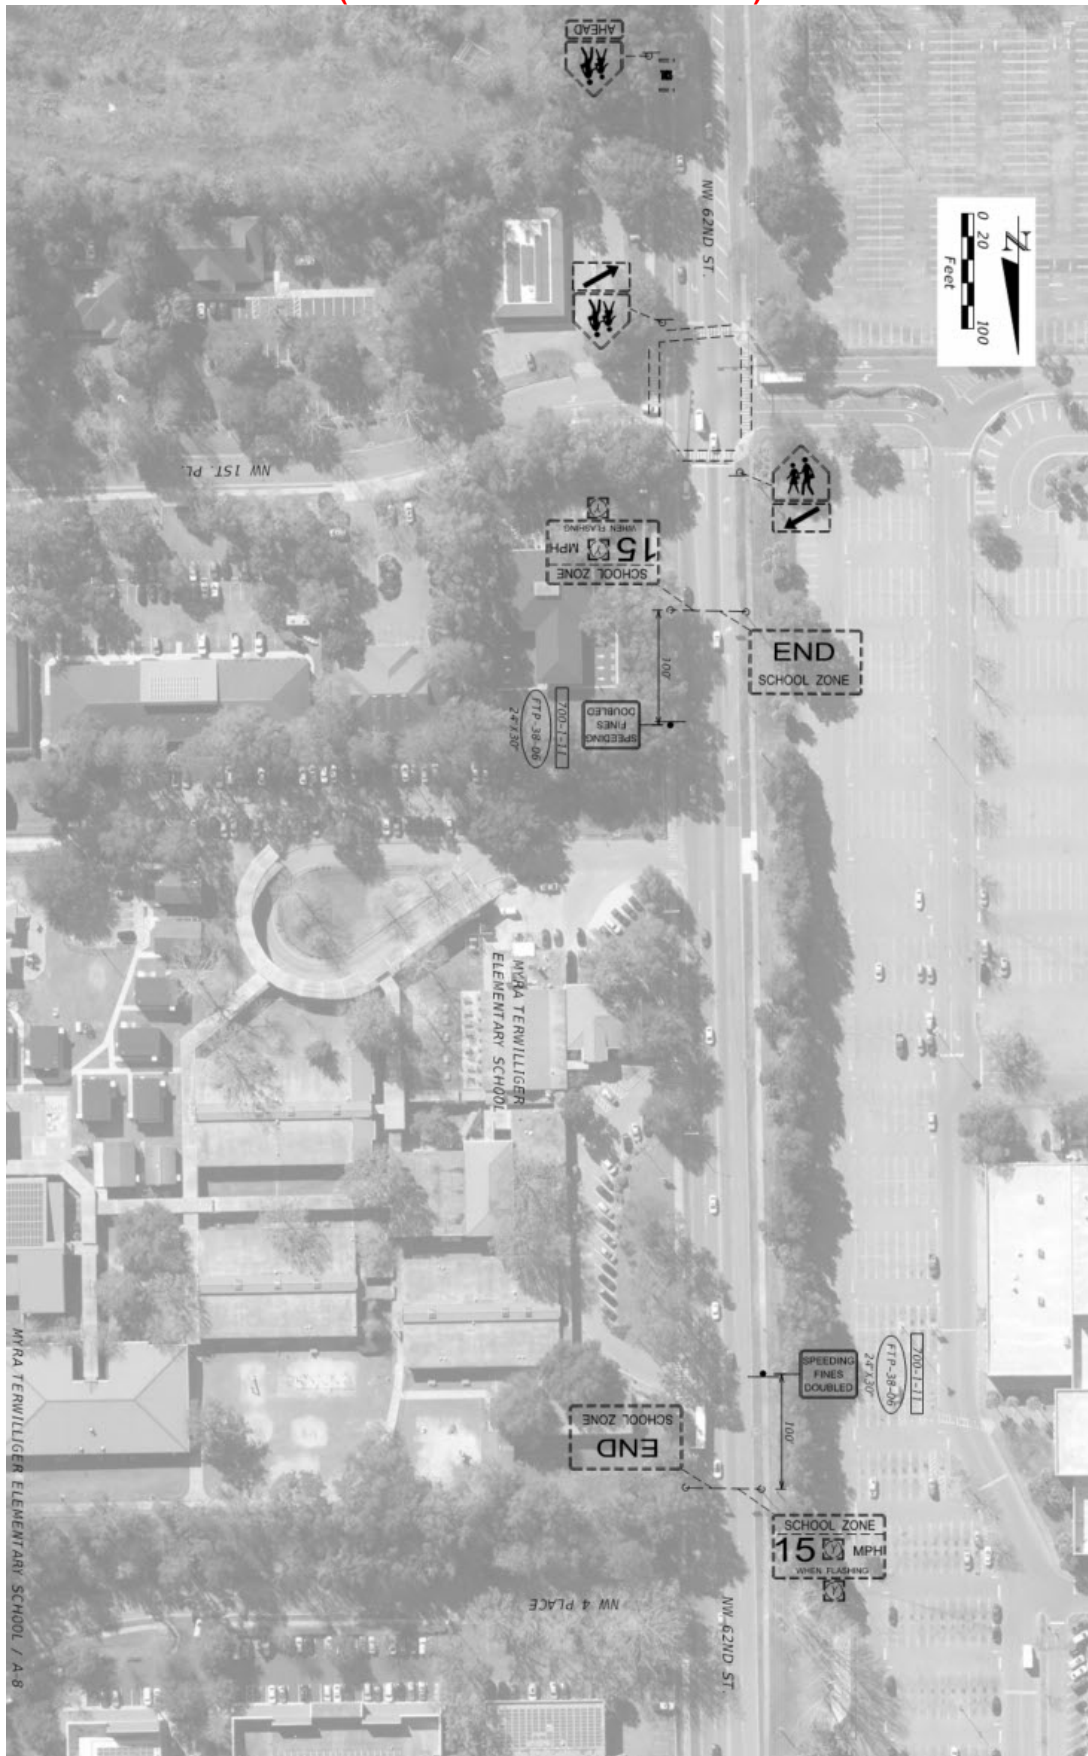 AHEAD
NW 62ND ST.
0 20 100
Feet
N
NW 1ST. PL.
WHEN FLASHING
15 MPH
SCHOOL ZONE
END
SCHOOL ZONE
100'
SPEEDING
FINES
DOUBLED
700-1-11
FTP-38-06
24"X30"
MYRA TERWILLIGER
ELEMENTARY SCHOOL
SPEEDING
FINES
DOUBLED
700-1-11
FTP-38-06
24"X30"
100'
END
SCHOOL ZONE
SCHOOL ZONE
15 MPH
WHEN FLASHING
NW 4 PLACE
NW 62ND ST.
MYRA TERWILLIGER ELEMENTARY SCHOOL / A-8